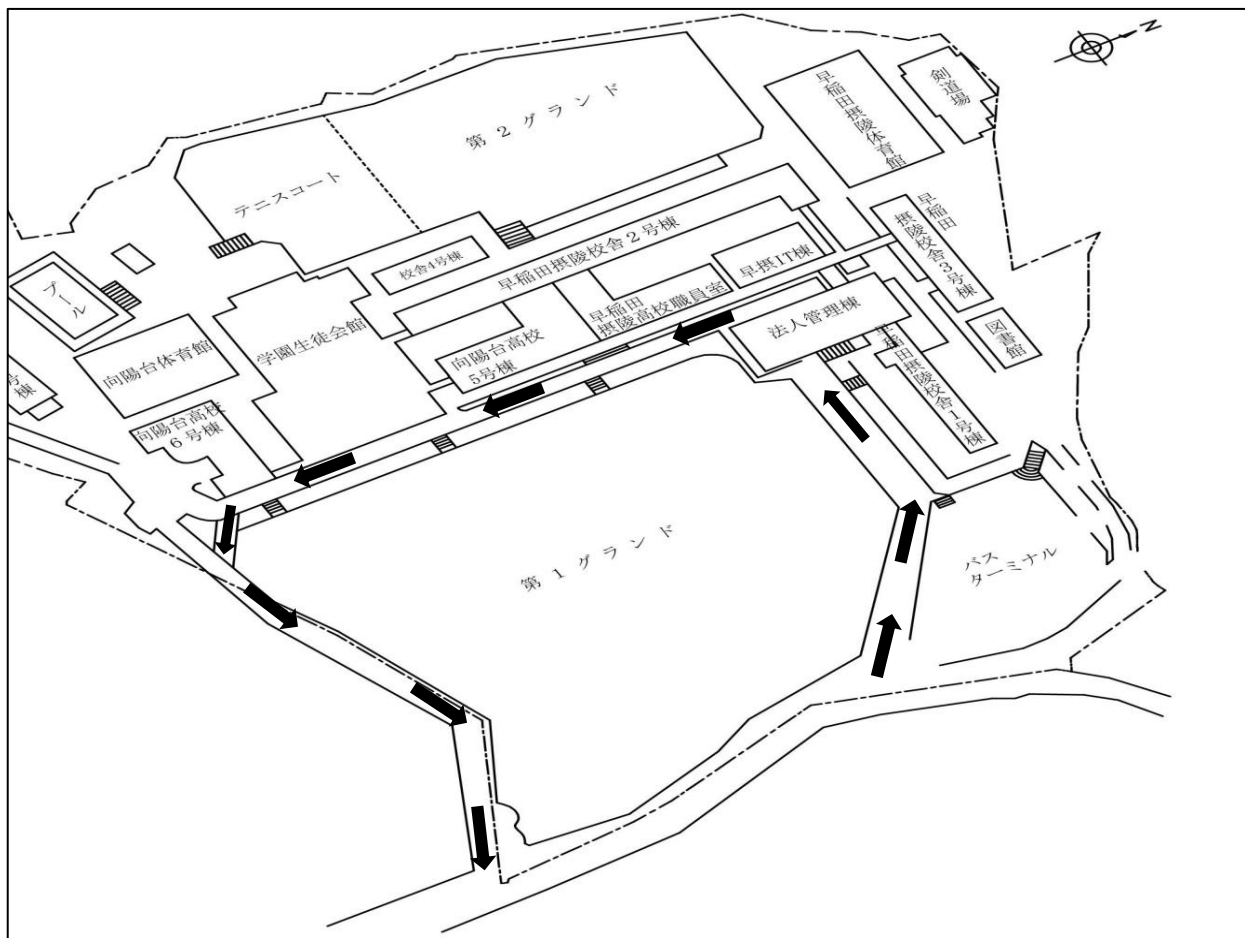 N
剣道場
早稲田摂陵体育館
第2グランド
テニスコート
早稲田
摂陵校舎3号棟
早稲田摂陵校舎2号棟
校舎4号棟
早摂IT棟
早稲田
摂陵高校職員室
プール
学園生徒会館
向陽台体育館
向陽台高校
5号棟
法人管理棟
図書館
早稲田
摂陵校舎1号棟
号棟
向陽台高校
6号棟
第1グランド
バス
ターミナル